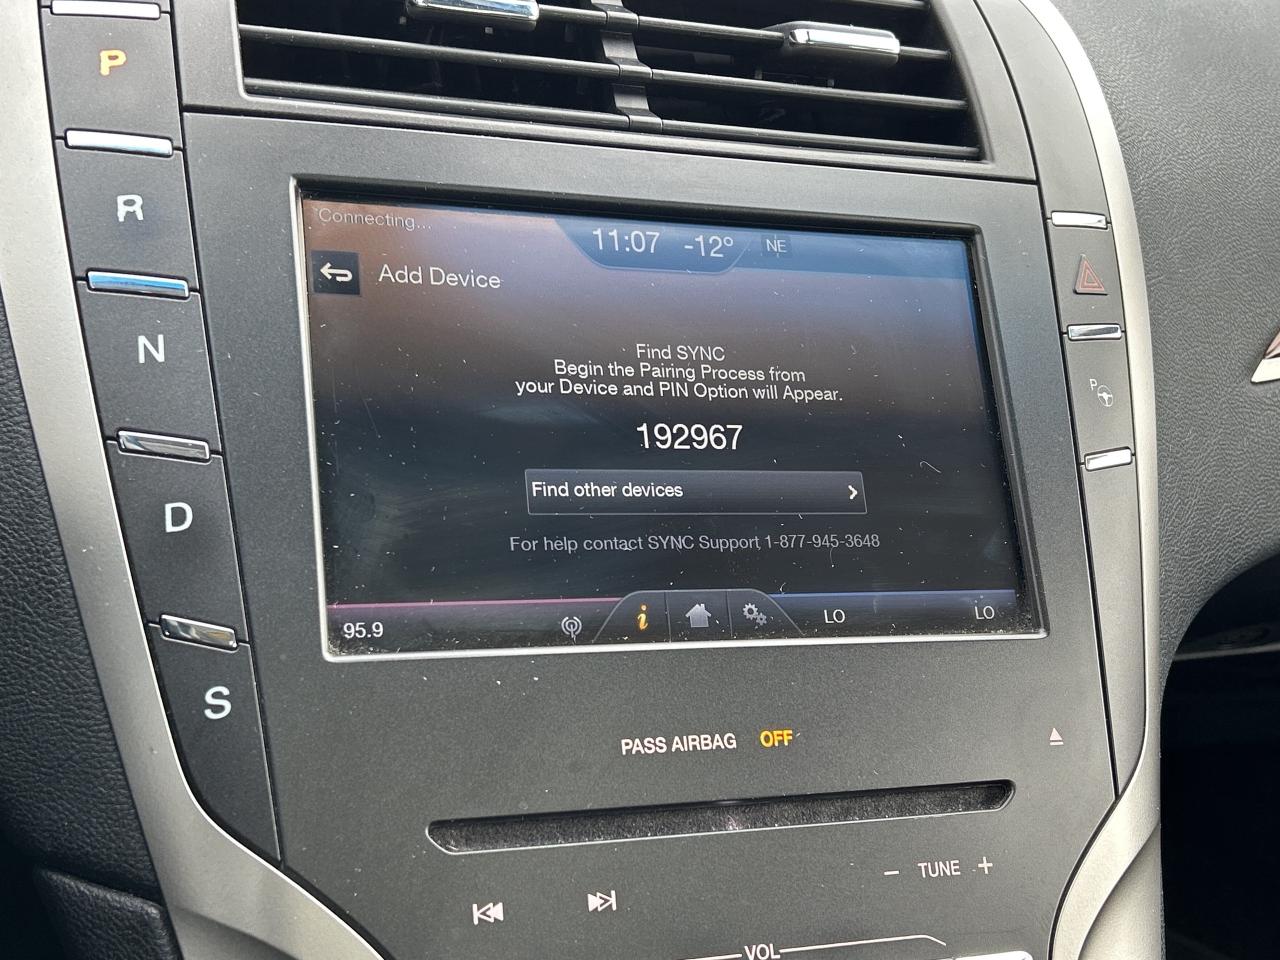 P
R
N
D
S
Connecting...
11:07 -12° NE
Add Device
Find SYNC
Begin the Pairing Process from
your Device and PIN Option will Appear.
192967
Find other devices
For help contact SYNC Support 1-877-945-3648
95.9
i
LO
LO
P
PASS AIRBAG OFF
- TUNE +
VOL